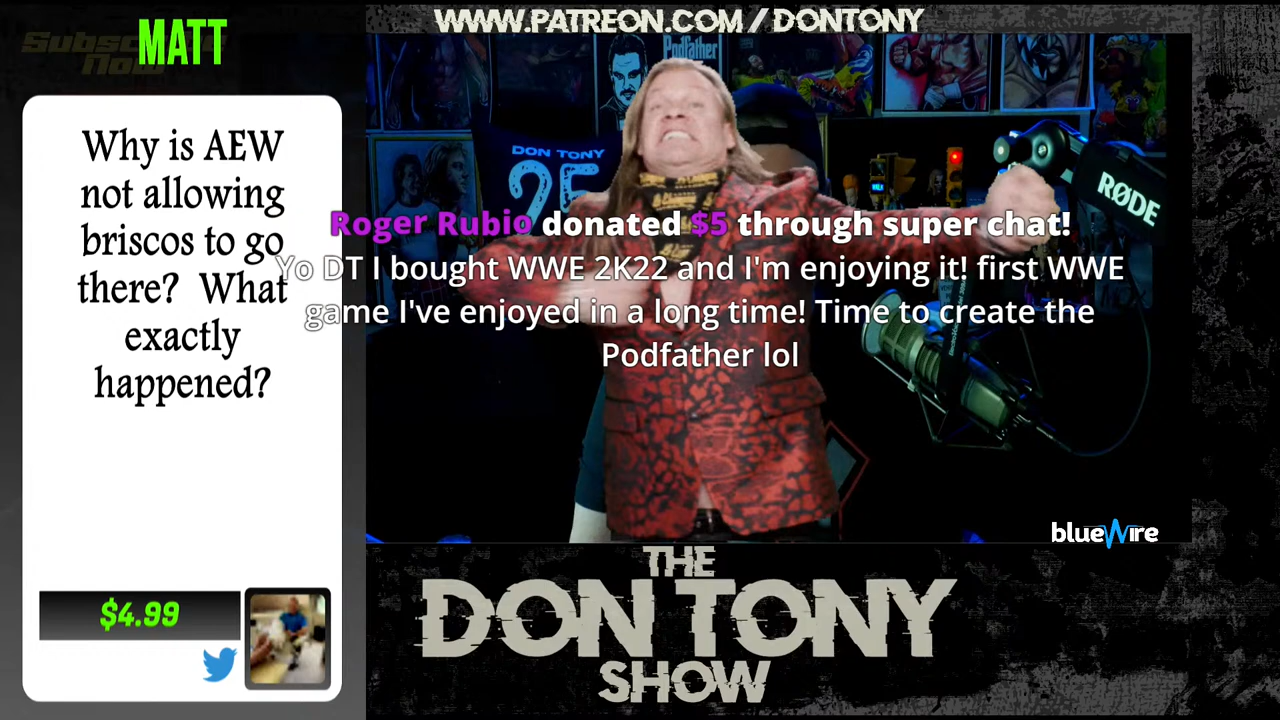 WWW.PATREON.COM/DONTONY
Subscribe
Now
MATT
Why is AEW
not allowing
briscos to go
there? What
exactly
happened?
$4.99
Podfather
DON TONY
25
RØDE
Roger Rubio donated $5 through super chat!
Yo DT I bought WWE 2K22 and I'm enjoying it! first WWE
game I've enjoyed in a long time! Time to create the
Podfather lol
blueWire
THE
DON TONY
SHOW